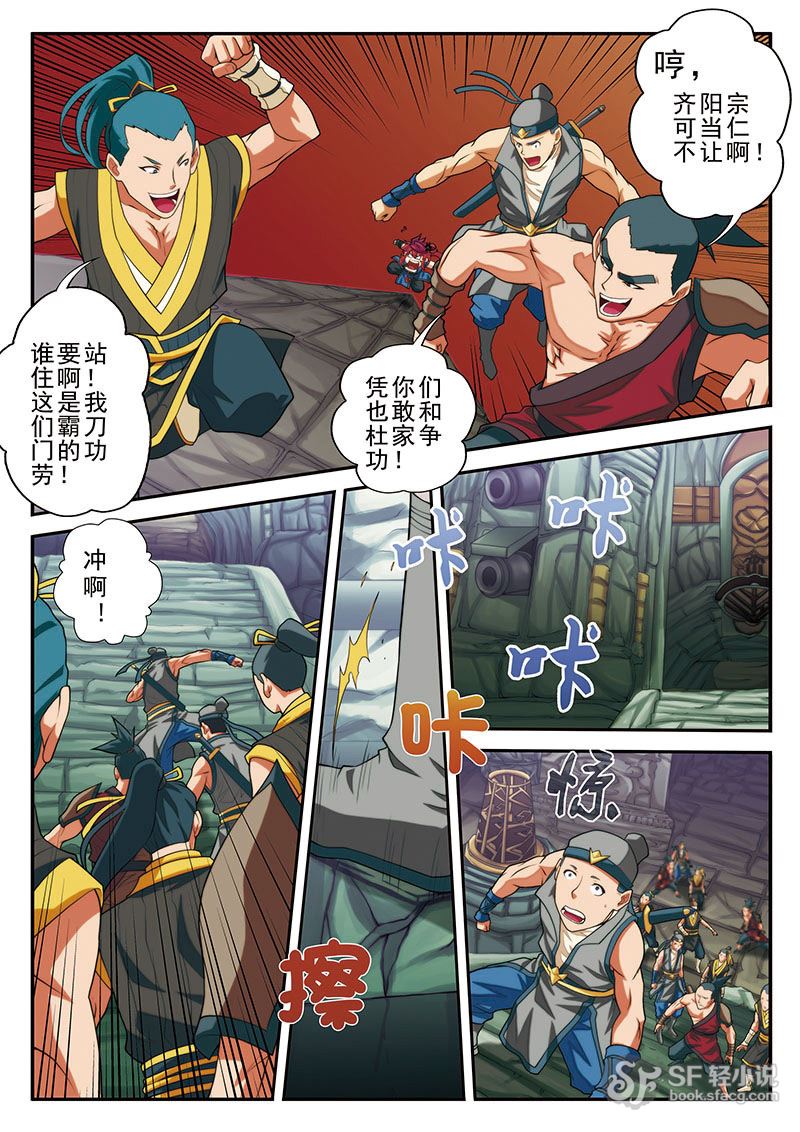 哼，
齐阳宗
可当仁
不让啊！
谁要站
住啊！
这是我
们霸刀
门的功
劳！
凭你们
也敢和
杜家争
功！
冲啊
！
咔
咔
咔
咔
擦
惊
SF 轻小说
book.sfacg.com